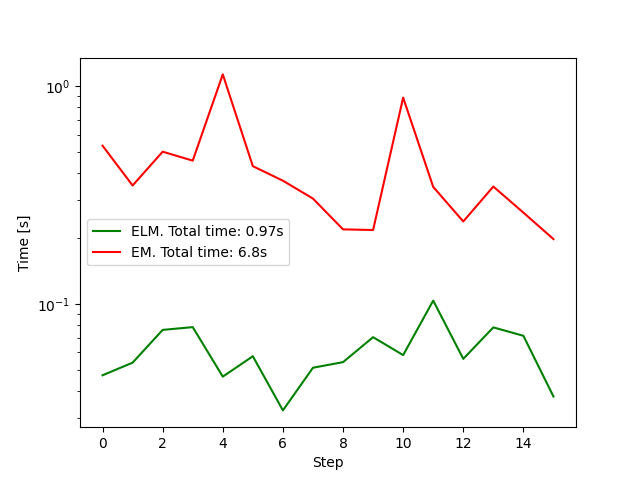 10⁰
Time [s]
ELM. Total time: 0.97s
EM. Total time: 6.8s
10⁻¹
0 2 4 6 8 10 12 14
Step